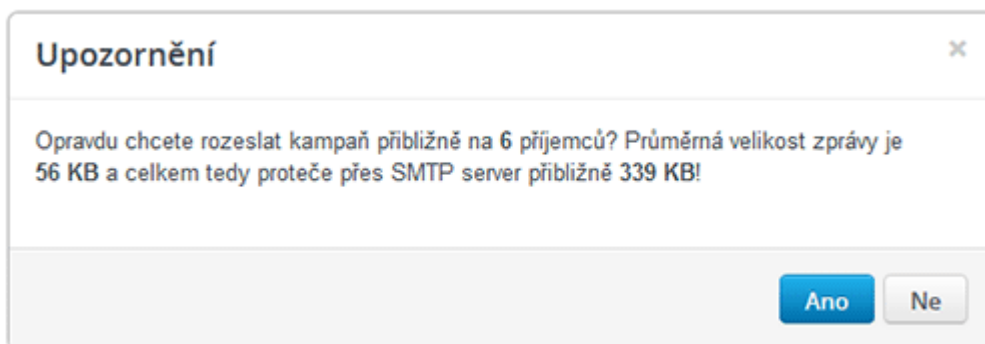 Upozornění
×
Opravdu chcete rozeslat kampaň přibližně na 6 příjemců? Průměrná velikost zprávy je
56 KB a celkem tedy proteče přes SMTP server přibližně 339 KB!
Ano Ne